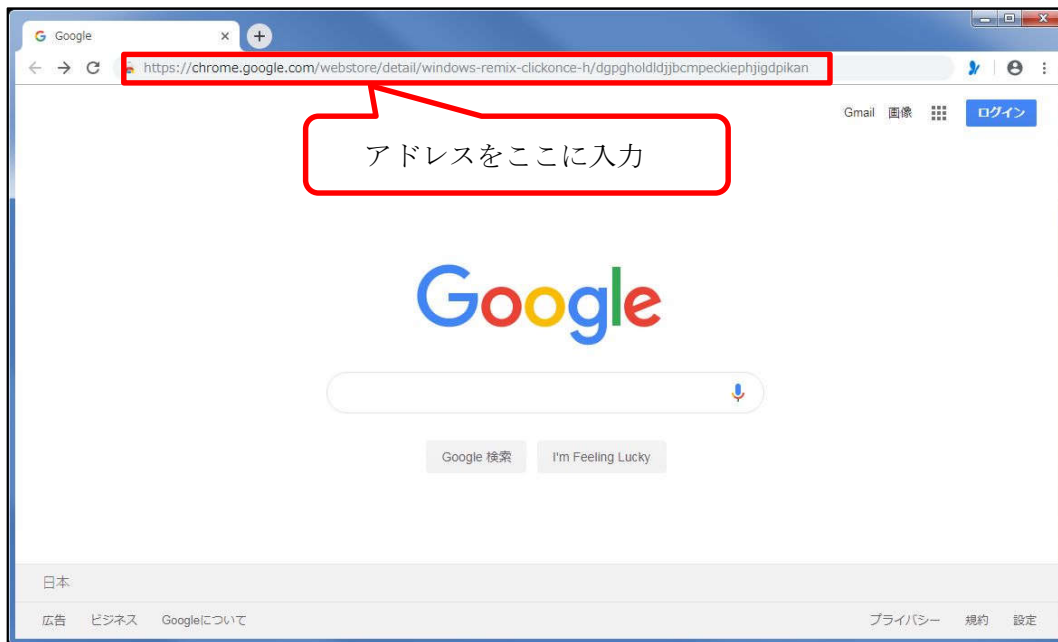 Google
https://chrome.google.com/webstore/detail/windows-remix-clickonce-h/dgpgholdldjjbcmpeckiephjigdpikan
Gmail 画像 ログイン
アドレスをここに入力
Google
Google 検索 I'm Feeling Lucky
日本
広告 ビジネス Googleについて プライバシー 規約 設定